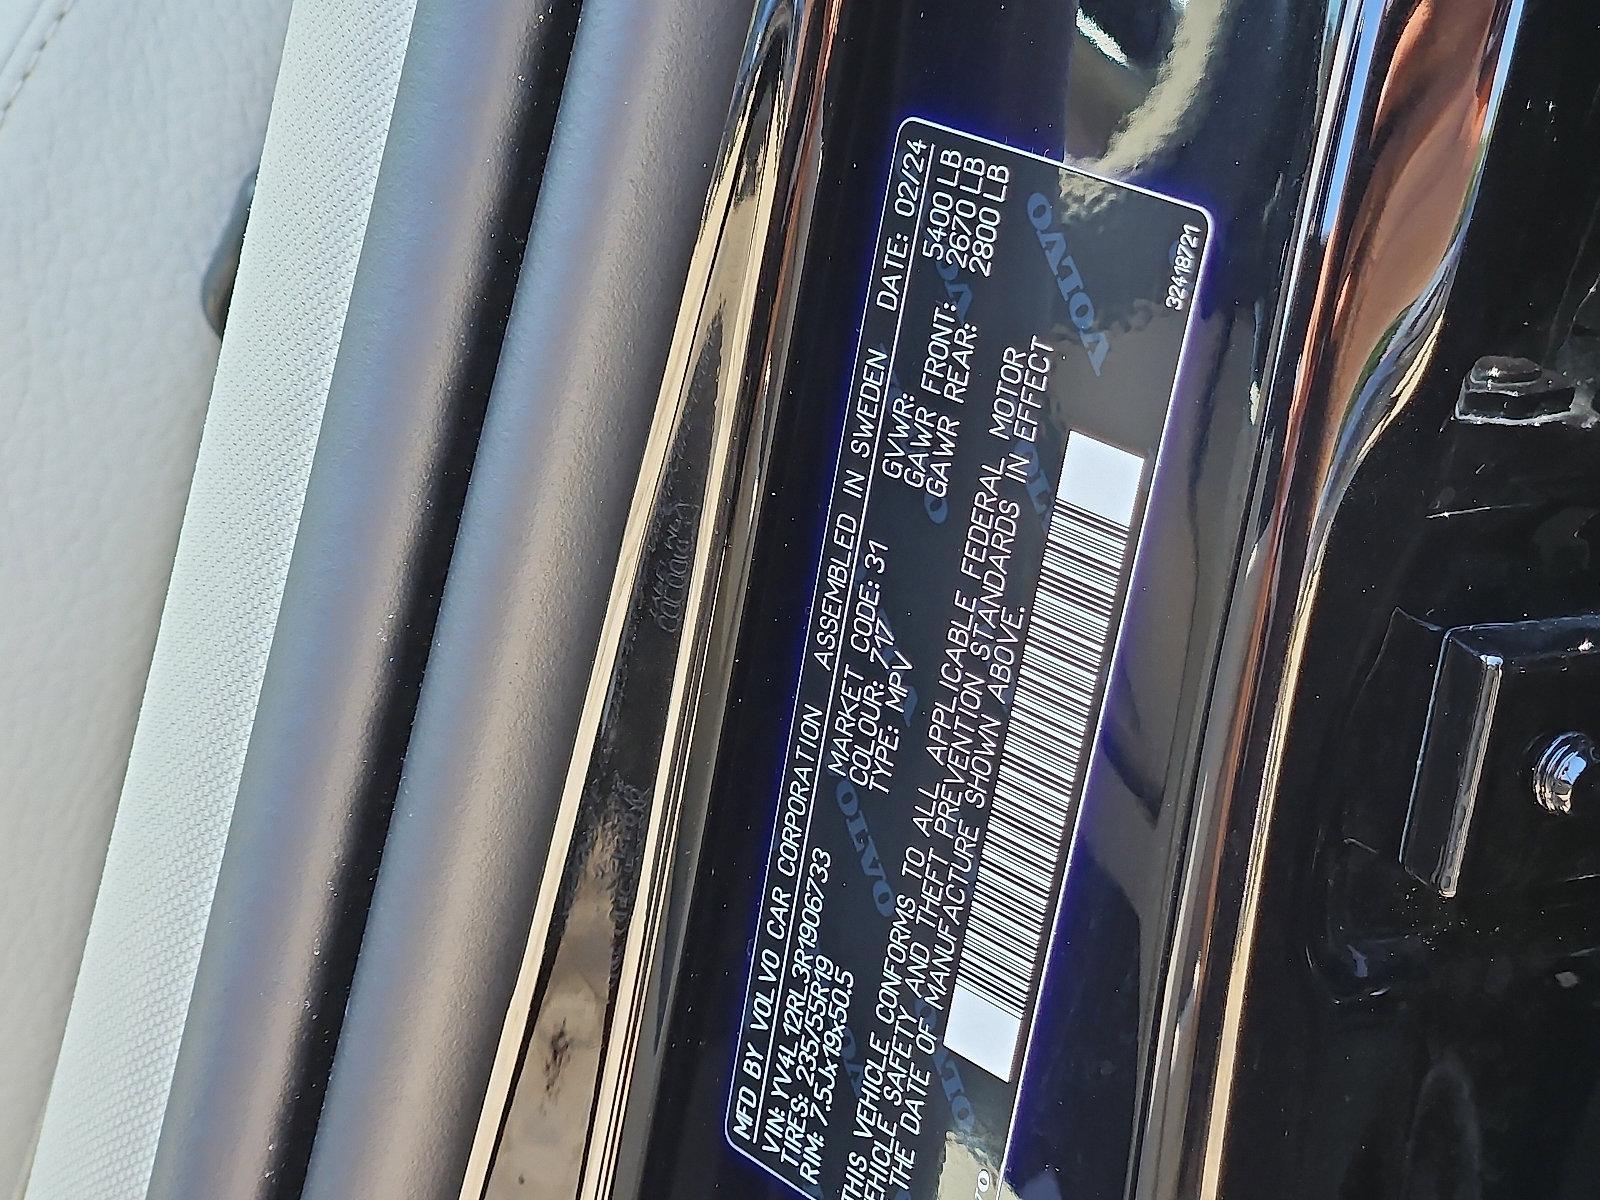 MFD BY VOLVO CAR CORPORATION ASSEMBLED IN SWEDEN DATE: 02/24
VIN: YV4L12RL3R1906733 MARKET CODE: 31 GVWR: 5400 LB
TIRES: 235/55R19 COLOUR: 717 GAWR FRONT: 2670 LB
RIM: 7.5Jx19x50.5 TYPE: MPV GAWR REAR: 2800 LB
THIS VEHICLE CONFORMS TO ALL APPLICABLE FEDERAL MOTOR
VEHICLE SAFETY AND THEFT PREVENTION STANDARDS IN EFFECT
THE DATE OF MANUFACTURE SHOWN ABOVE.
32418721
VOLVO
VOLVO